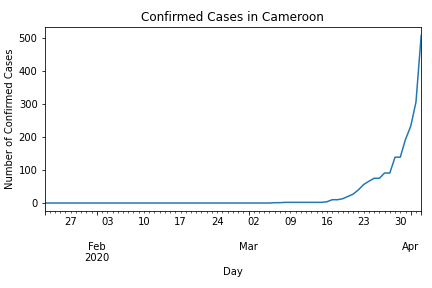 Confirmed Cases in Cameroon
Number of Confirmed Cases
500
400
300
200
100
0
27 03 10 17 24 02 09 16 23 30
Feb Mar Apr
2020
Day